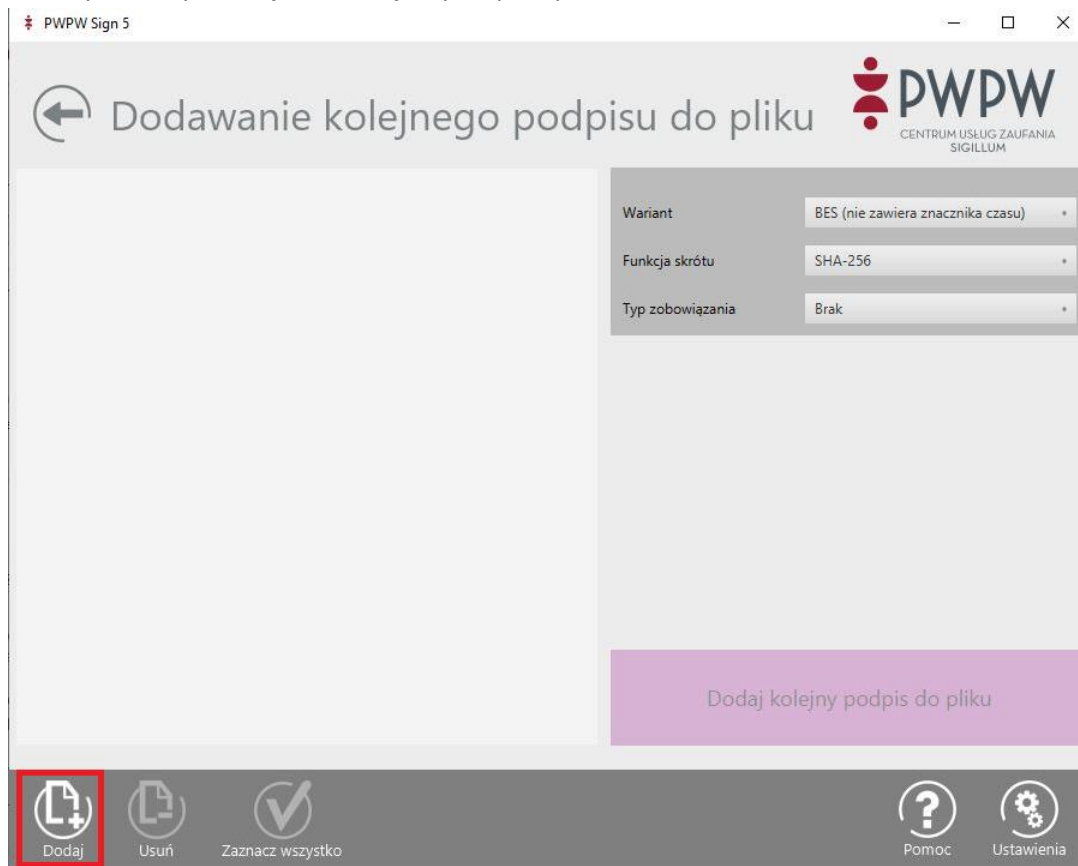 PWPW Sign 5
Dodawanie kolejnego podpisu do pliku
PWPW
CENTRUM USŁUG ZAUFANIA
SIGILLUM
Wariant
BES (nie zawiera znacznika czasu)
Funkcja skrótu
SHA-256
Typ zobowiązania
Brak
Dodaj kolejny podpis do pliku
Dodaj
Usuń
Zaznacz wszystko
Pomoc
Ustawienia